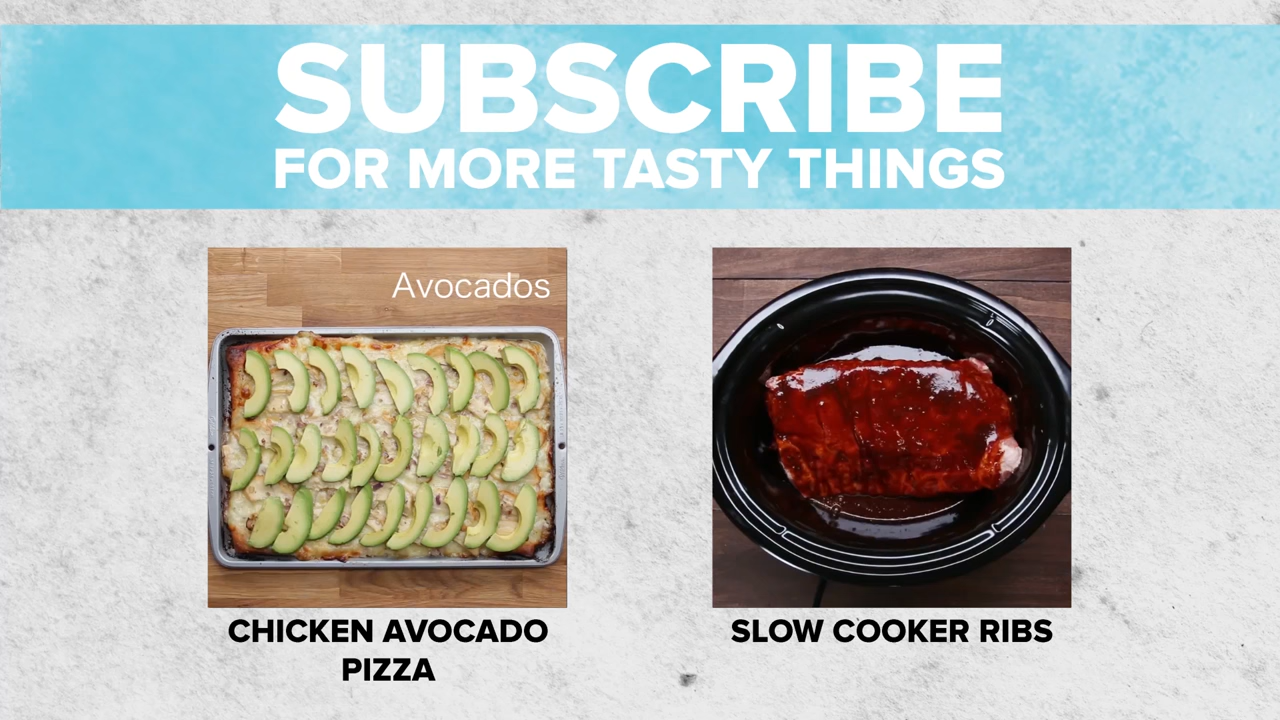 SUBSCRIBE
FOR MORE TASTY THINGS
Avocados
CHICKEN AVOCADO
PIZZA
SLOW COOKER RIBS